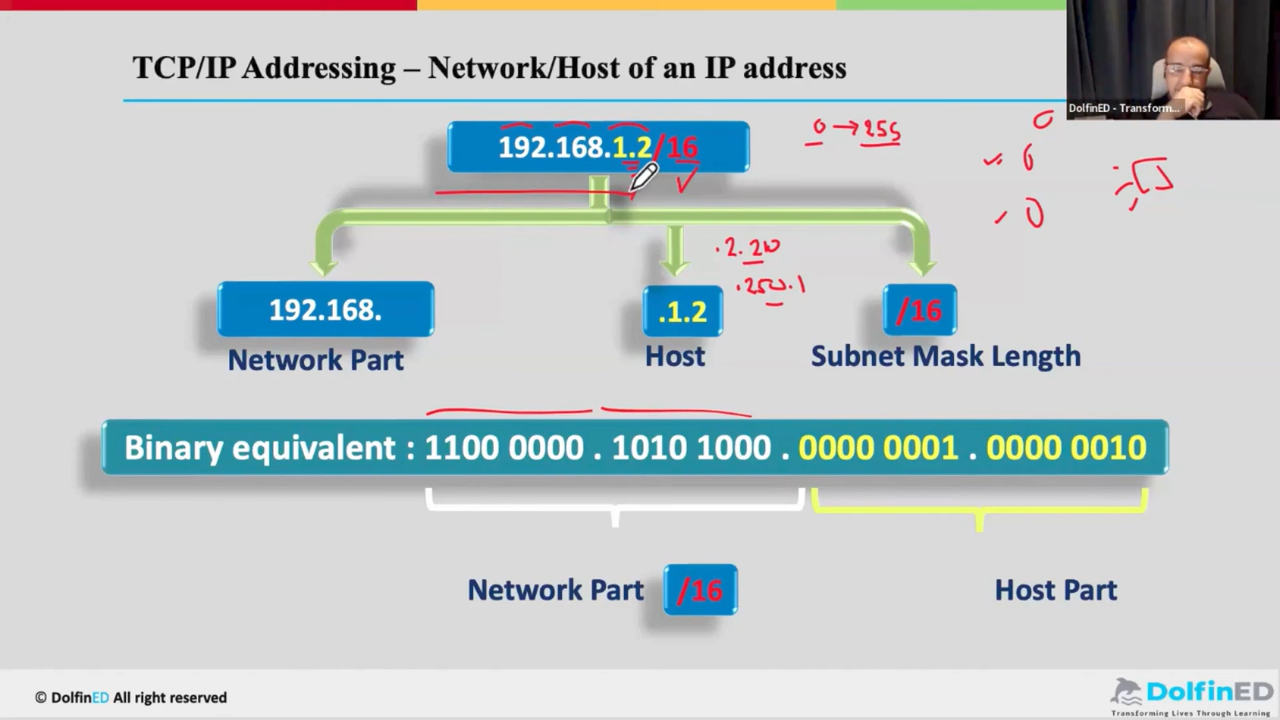 TCP/IP Addressing – Network/Host of an IP address
DolfinED - Transform...
192.168.1.2/16
0 → 255
0
6
0
.2.20
.250.1
192.168.
.1.2
/16
Network Part
Host
Subnet Mask Length
Binary equivalent : 1100 0000 . 1010 1000 . 0000 0001 . 0000 0010
Network Part
/16
Host Part
© DolfinED All right reserved
DolfinED
Transforming Lives Through Learning